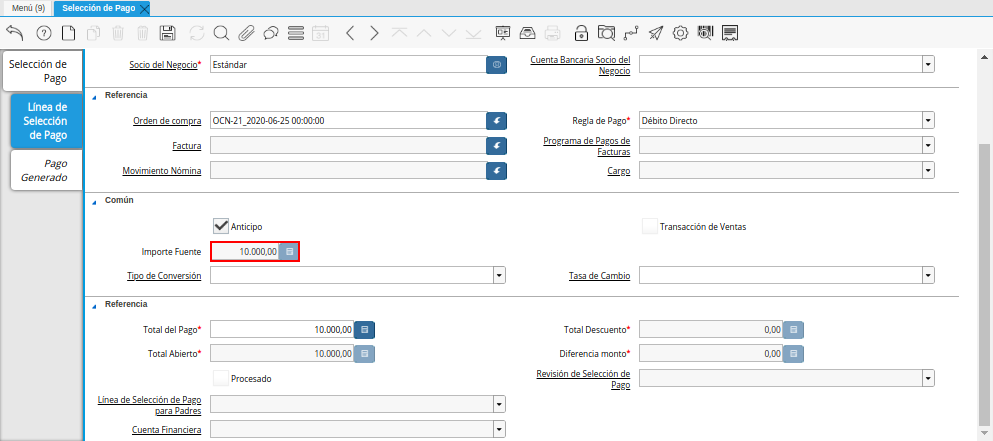 Menú (9)
Selección de Pago
Selección de
Pago
Línea de
Selección
de Pago
Pago
Generado
Socio del Negocio*
Estándar
Cuenta Bancaria Socio del
Negocio
Referencia
Orden de compra
OCN-21_2020-06-25 00:00:00
Regla de Pago*
Débito Directo
Factura
Programa de Pagos de
Facturas
Movimiento Nómina
Cargo
Común
Anticipo
Transacción de Ventas
Importe Fuente
10.000,00
Tipo de Conversión
Tasa de Cambio
Referencia
Total del Pago*
10.000,00
Total Descuento*
0,00
Total Abierto*
10.000,00
Diferencia monto*
0,00
Procesado
Revisión de Selección de
Pago
Línea de Selección de Pago
para Padres
Cuenta Financiera